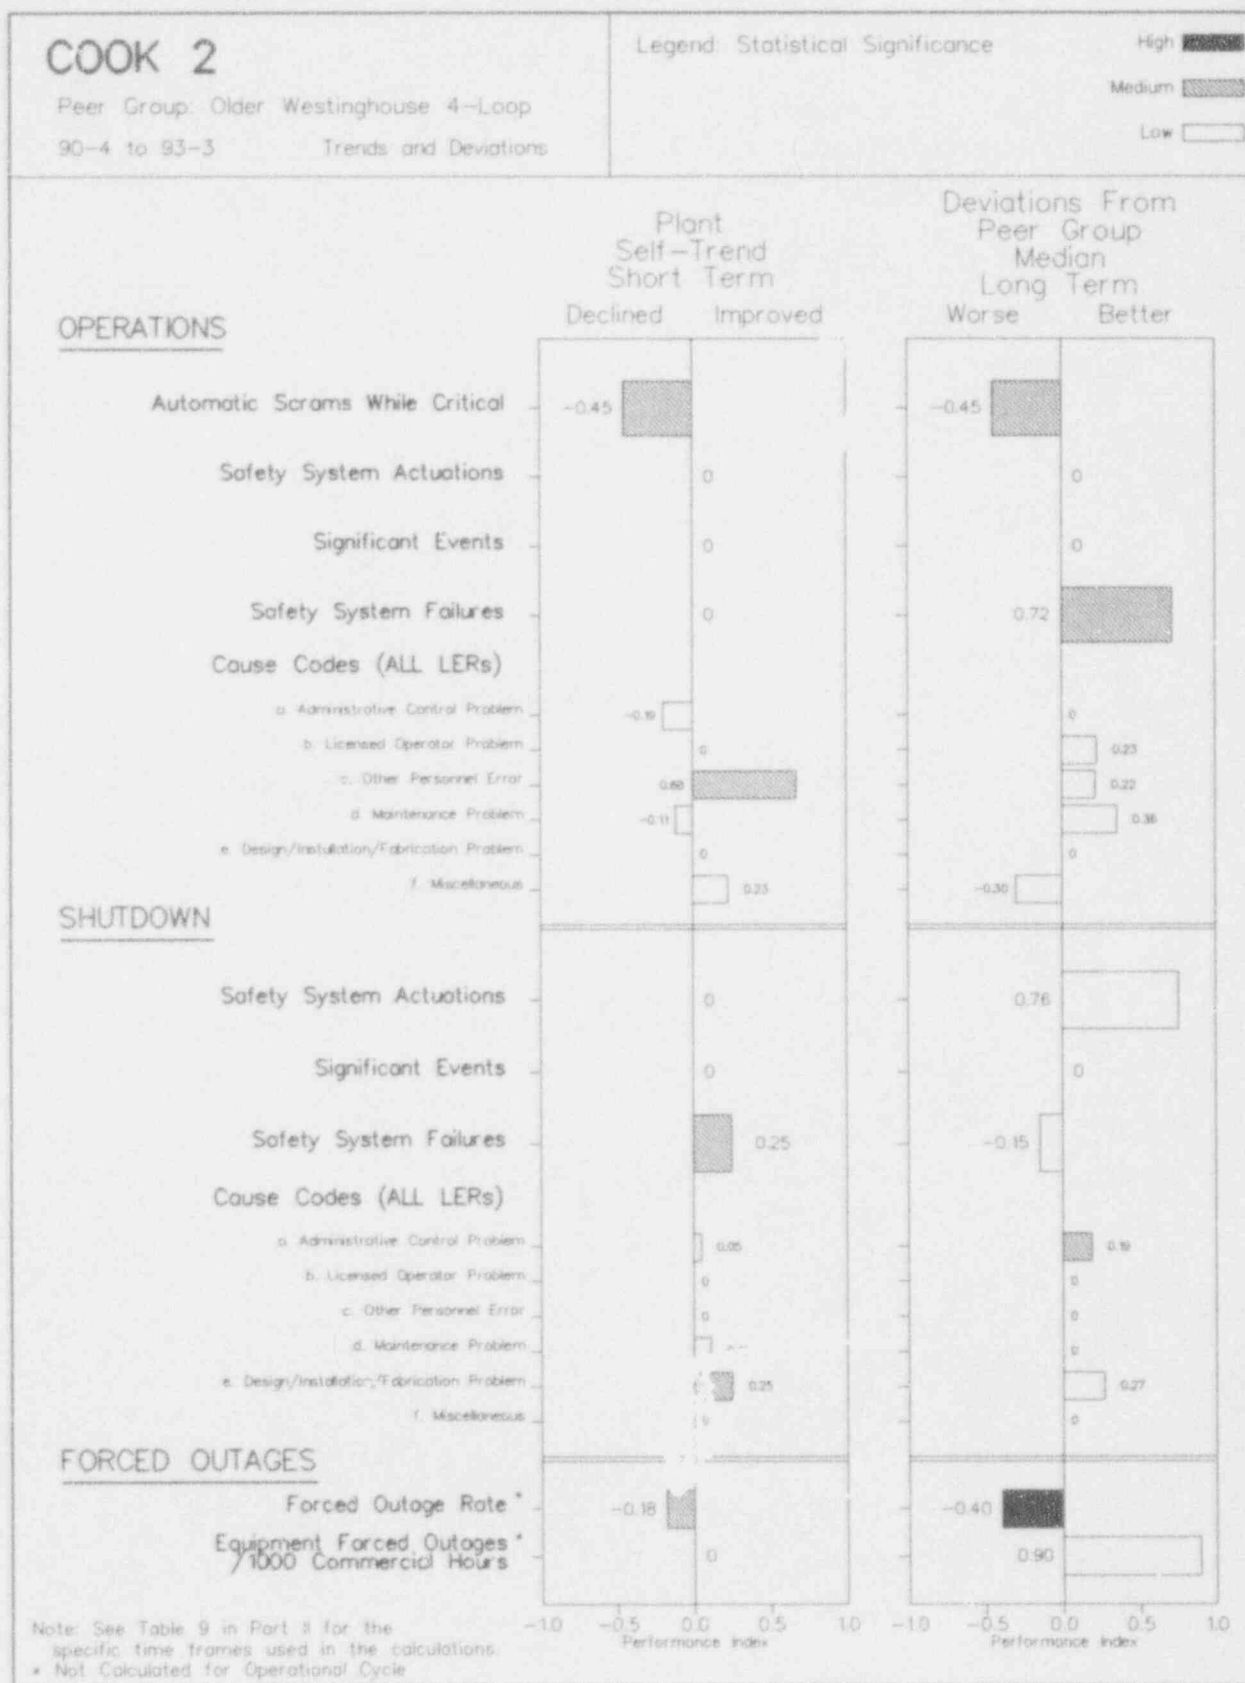 COOK 2
Peer Group: Older Westinghouse 4-Loop
90-4 to 93-3 Trends and Deviations
Legend: Statistical Significance
High
Medium
Low
Plant
Self-Trend
Short Term
Declined Improved
Deviations From
Peer Group
Median
Long Term
Worse Better
OPERATIONS
Automatic Scrams While Critical -0.45 -0.45
Safety System Actuations 0 0
Significant Events 0 0
Safety System Failures 0 0.72
Cause Codes (ALL LERs)
a. Administrative Control Problem -0.19 0
b. Licensed Operator Problem 0 0.23
c. Other Personnel Error 0.22
d. Maintenance Problem -0.11 0.36
e. Design/Installation/Fabrication Problem 0 0
f. Miscellaneous 0.23 -0.30
SHUTDOWN
Safety System Actuations 0 0.76
Significant Events 0 0
Safety System Failures 0.25 -0.15
Cause Codes (ALL LERs)
a. Administrative Control Problem 0.05 0.19
b. Licensed Operator Problem 0 0
c. Other Personnel Error 0 0
d. Maintenance Problem 0
e. Design/Installation/Fabrication Problem 0.25 0.27
f. Miscellaneous 0 0
FORCED OUTAGES
Forced Outage Rate * -0.18 -0.40
Equipment Forced Outages *
/1000 Commercial Hours 0 0.90
-1.0 -0.5 0.0 0.5 1.0 -1.0 -0.5 0.0 0.5 1.0
Performance Index Performance Index
Note: See Table 9 in Part II for the
specific time frames used in the calculations.
* Not Calculated for Operational Cycle